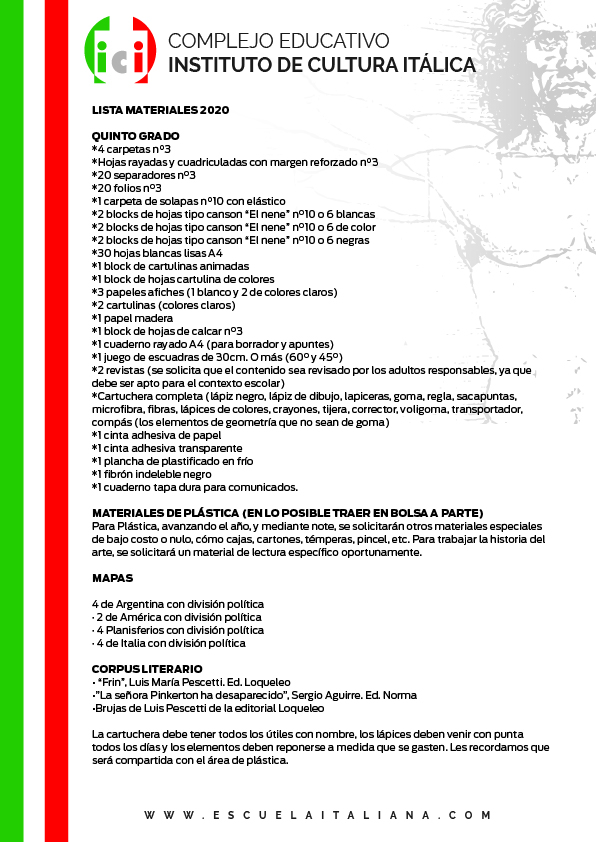 ici
COMPLEJO EDUCATIVO
INSTITUTO DE CULTURA ITÁLICA
LISTA MATERIALES 2020
QUINTO GRADO
*4 carpetas nº3
*Hojas rayadas y cuadriculadas con margen reforzado nº3
*20 separadores nº3
*20 folios nº3
*1 carpeta de solapas nº10 con elástico
*2 blocks de hojas tipo canson "El nene" nº10 o 6 blancas
*2 blocks de hojas tipo canson "El nene" nº10 o 6 de color
*2 blocks de hojas tipo canson "El nene" nº10 o 6 negras
*30 hojas blancas lisas A4
*1 block de cartulinas animadas
*1 block de hojas cartulina de colores
*3 papeles afiches (1 blanco y 2 de colores claros)
*2 cartulinas (colores claros)
*1 papel madera
*1 block de hojas de calcar nº3
*1 cuaderno rayado A4 (para borrador y apuntes)
*1 juego de escuadras de 30cm. O más (60º y 45º)
*2 revistas (se solicita que el contenido sea revisado por los adultos responsables, ya que
debe ser apto para el contexto escolar)
*Cartuchera completa (lápiz negro, lápiz de dibujo, lapiceras, goma, regla, sacapuntas,
microfibra, fibras, lápices de colores, crayones, tijera, corrector, voligoma, transportador,
compás (los elementos de geometría que no sean de goma)
*1 cinta adhesiva de papel
*1 cinta adhesiva transparente
*1 plancha de plastificado en frío
*1 fibrón indeleble negro
*1 cuaderno tapa dura para comunicados.
MATERIALES DE PLÁSTICA (EN LO POSIBLE TRAER EN BOLSA A PARTE)
Para Plástica, avanzando el año, y mediante note, se solicitarán otros materiales especiales
de bajo costo o nulo, cómo cajas, cartones, témperas, pincel, etc. Para trabajar la historia del
arte, se solicitará un material de lectura específico oportunamente.
MAPAS
4 de Argentina con división política
· 2 de América con división política
· 4 Planisferios con división política
· 4 de Italia con división política
CORPUS LITERARIO
· "Frin", Luis María Pescetti. Ed. Loqueleo
·"La señora Pinkerton ha desaparecido", Sergio Aguirre. Ed. Norma
·Brujas de Luis Pescetti de la editorial Loqueleo
La cartuchera debe tener todos los útiles con nombre, los lápices deben venir con punta
todos los días y los elementos deben reponerse a medida que se gasten. Les recordamos que
será compartida con el área de plástica.
WWW.ESCUELAITALIANA.COM